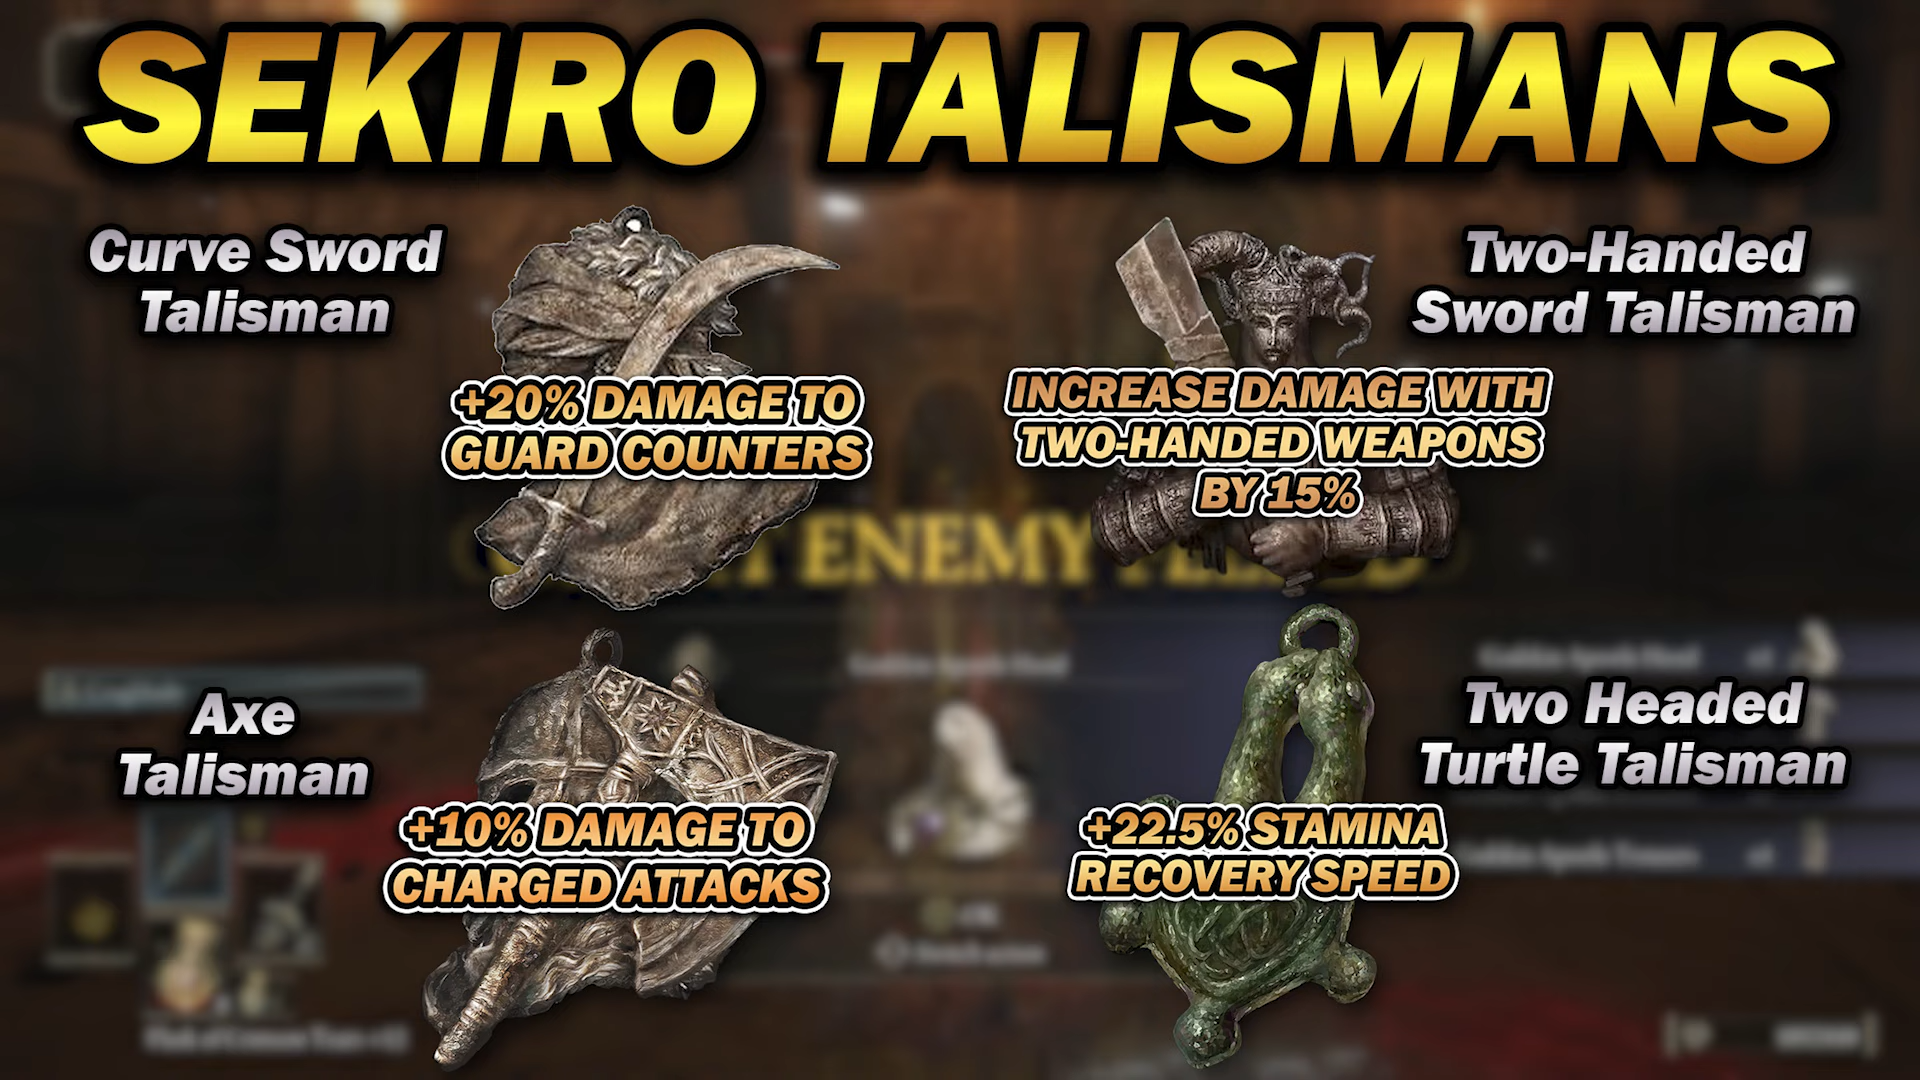 SEKIRO TALISMANS
Curve Sword
Talisman
+20% DAMAGE TO
GUARD COUNTERS
Two-Handed
Sword Talisman
INCREASE DAMAGE WITH
TWO-HANDED WEAPONS
BY 15%
ENEMY
Axe
Talisman
+10% DAMAGE TO
CHARGED ATTACKS
Two Headed
Turtle Talisman
+22.5% STAMINA
RECOVERY SPEED